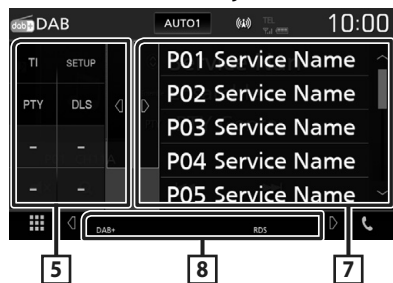 dab+ DAB AUTO1 TEL 10:00
TI SETUP P01 Service Name
PTY DLS P02 Service Name
- - P03 Service Name
- - P04 Service Name
P05 Service Name
DAB+ RDS
5 8 7